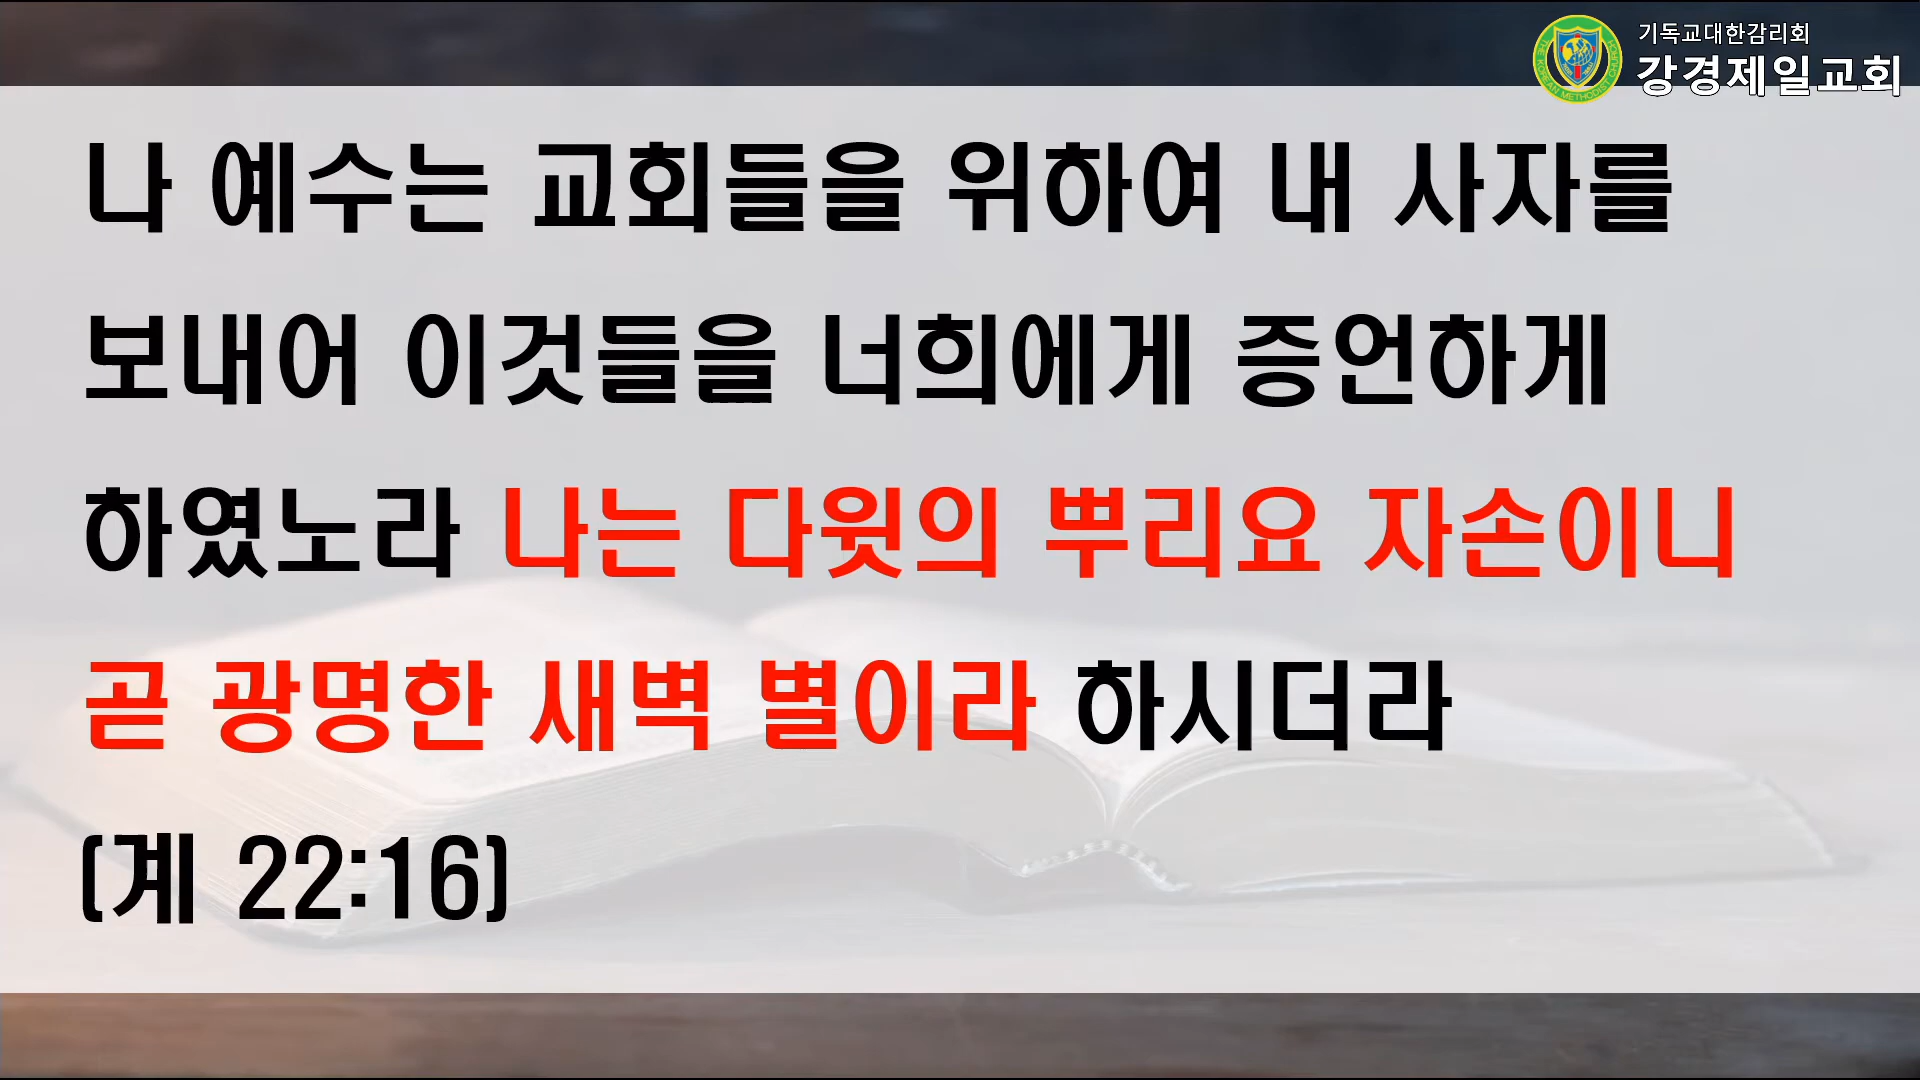 기독교대한감리회
강경제일교회
THE KOREAN METHODIST CHURCH
나 예수는 교회들을 위하여 내 사자를
보내어 이것들을 너희에게 증언하게
하였노라 나는 다윗의 뿌리요 자손이니
곧 광명한 새벽 별이라 하시더라
(계 22:16)